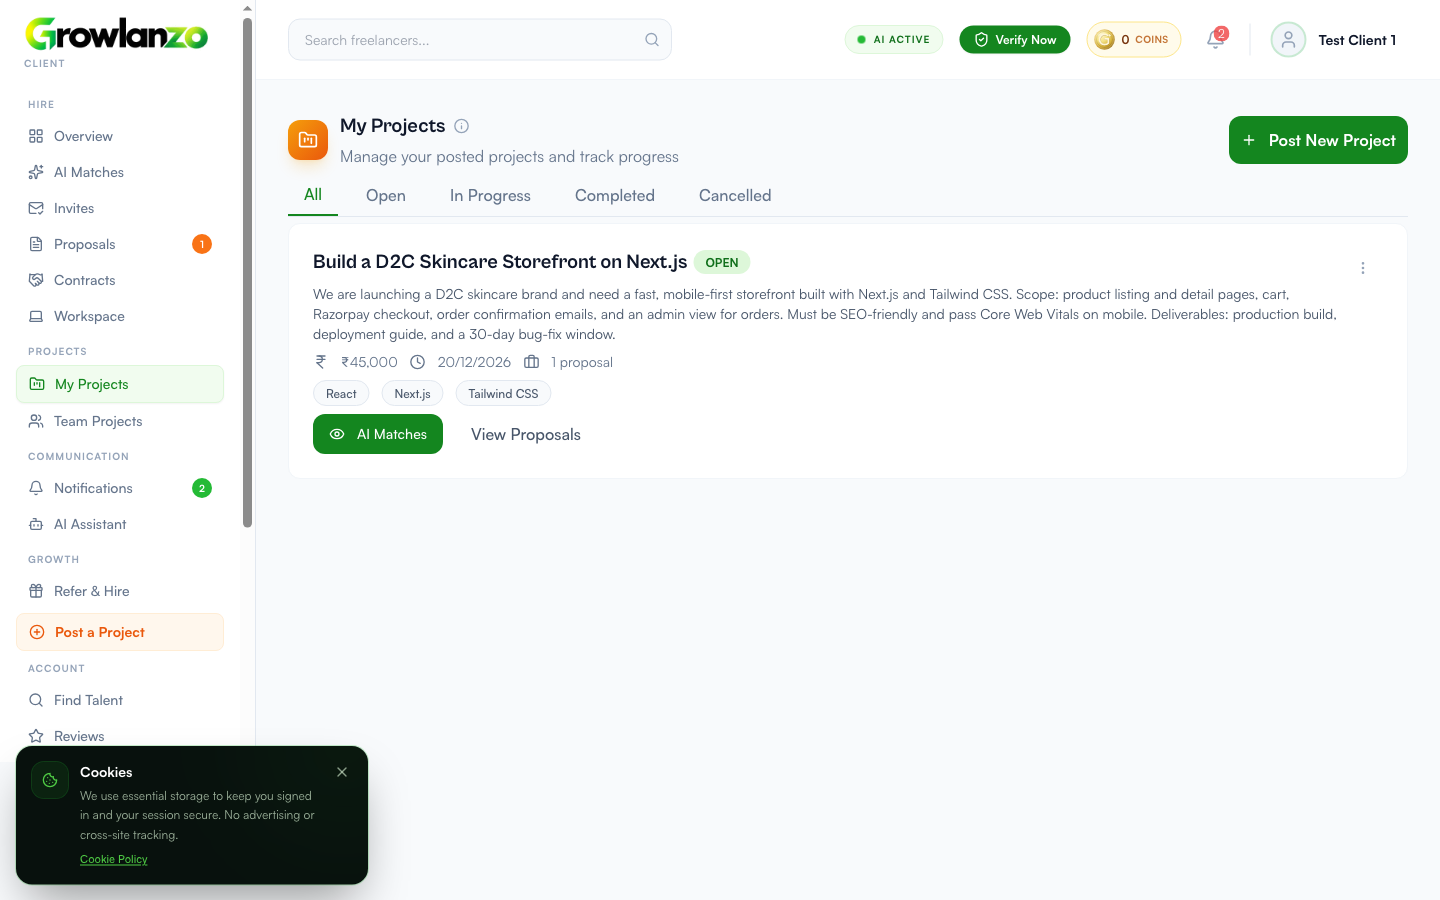 Growlanzo
CLIENT
HIRE
Overview
AI Matches
Invites
Proposals 1
Contracts
Workspace
PROJECTS
My Projects
Team Projects
COMMUNICATION
Notifications 2
AI Assistant
GROWTH
Refer & Hire
Post a Project
ACCOUNT
Find Talent
Reviews
Search freelancers...
AI ACTIVE
Verify Now
0 COINS
2
Test Client 1
My Projects
Manage your posted projects and track progress
Post New Project
All Open In Progress Completed Cancelled
Build a D2C Skincare Storefront on Next.js OPEN
We are launching a D2C skincare brand and need a fast, mobile-first storefront built with Next.js and Tailwind CSS. Scope: product listing and detail pages, cart,
Razorpay checkout, order confirmation emails, and an admin view for orders. Must be SEO-friendly and pass Core Web Vitals on mobile. Deliverables: production build,
deployment guide, and a 30-day bug-fix window.
₹ ₹45,000 20/12/2026 1 proposal
React Next.js Tailwind CSS
AI Matches View Proposals
Cookies
We use essential storage to keep you signed
in and your session secure. No advertising or
cross-site tracking.
Cookie Policy